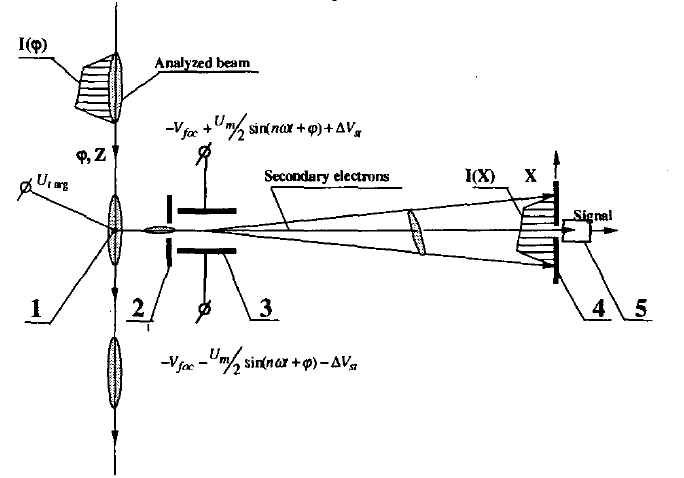 I(φ)
Analyzed beam
-V_foc + U_m/2 sin(nωt + φ) + ΔV_st
φ, Z
U_targ
Secondary electrons
I(X)
X
Signal
1
2
3
4
5
-V_foc - U_m/2 sin(nωt + φ) - ΔV_st